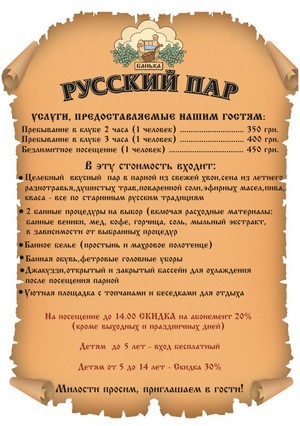 БАНЬКА
РУССКИЙ ПАР
УСЛУГИ, ПРЕДОСТАВЛЯЕМЫЕ НАШИМ ГОСТЯМ:
Пребывание в клубе 2 часа (1 человек) ........................ 350 грн.
Пребывание в клубе 3 часа (1 человек) ........................ 400 грн.
Безлимитное посещение (1 человек) ........................ 450 грн.
В эту стоимость входит:
•Целебный вкусный пар в парной из свежей хвои,сена из летнего
разнотравья,душистых трав,поваренной соли,эфирных масел,пива,
кваса - все по старинным русским традициям
• 2 банные процедуры на выбор (включая расходные материалы:
банные веники, мед, кофе, горчица, соль, мыльный экстракт,
в зависимости от выбранных процедур
• Банное белье (простынь и махровое полотенце)
•Банная обувь,фетровые головные уборы
•Джакуззи,открытый и закрытый бассейн для охлаждения
после посещения парной
•Уютная площадка с топчанами и беседками для отдыха
На посещение до 14.00 СКИДКА на абонемент 20%
(кроме выходных и праздничных дней)
Детям до 5 лет - вход бесплатный
Детям от 5 до 14 лет - Скидка 30%
Милости просим, приглашаем в гости!